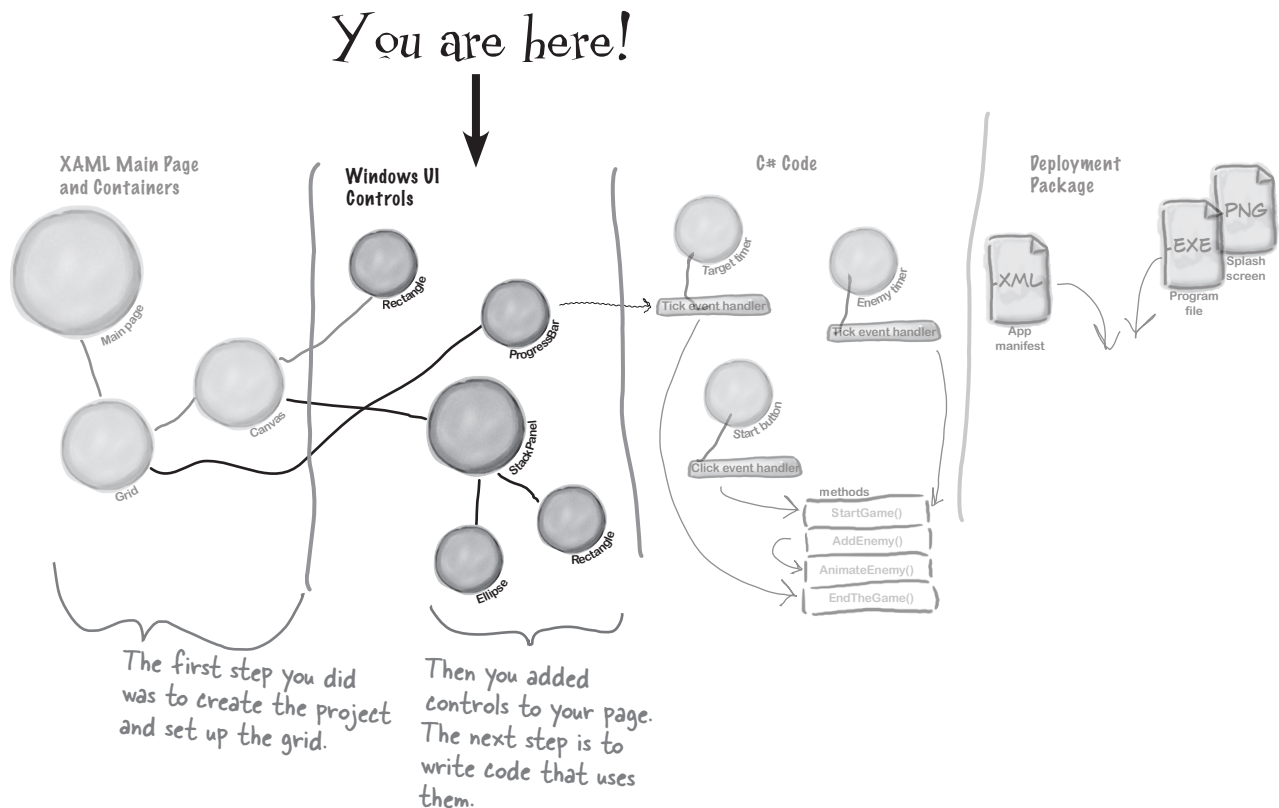 You are here!
XAML Main Page
and Containers
Main page
Grid
Canvas
Windows UI
Controls
Rectangle
ProgressBar
StackPanel
Ellipse
Rectangle
C# Code
Target timer
Tick event handler
Enemy timer
Tick event handler
Start button
Click event handler
methods
StartGame()
AddEnemy()
AnimateEnemy()
EndTheGame()
Deployment
Package
.XML
App
manifest
.EXE
Program
file
PNG
Splash
screen
The first step you did
was to create the project
and set up the grid.
Then you added
controls to your page.
The next step is to
write code that uses
them.